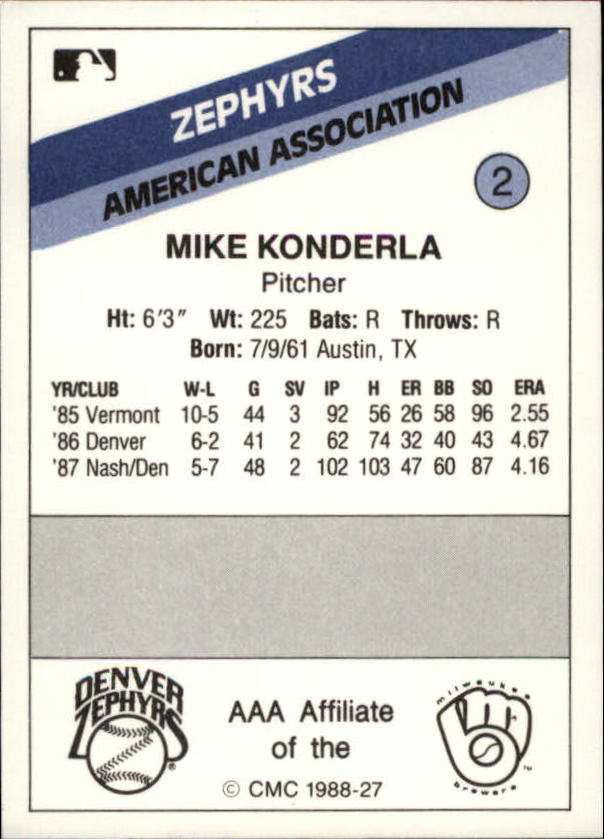 ZEPHYRS
AMERICAN ASSOCIATION
2
MIKE KONDERLA
Pitcher
Ht: 6'3" Wt: 225 Bats: R Throws: R
Born: 7/9/61 Austin, TX
YR/CLUB W-L G SV IP H ER BB SO ERA
'85 Vermont 10-5 44 3 92 56 26 58 96 2.55
'86 Denver 6-2 41 2 62 74 32 40 43 4.67
'87 Nash/Den 5-7 48 2 102 103 47 60 87 4.16
DENVER
ZEPHYRS
®
AAA Affiliate
of the
© CMC 1988-27
milwaukee
brewers
™